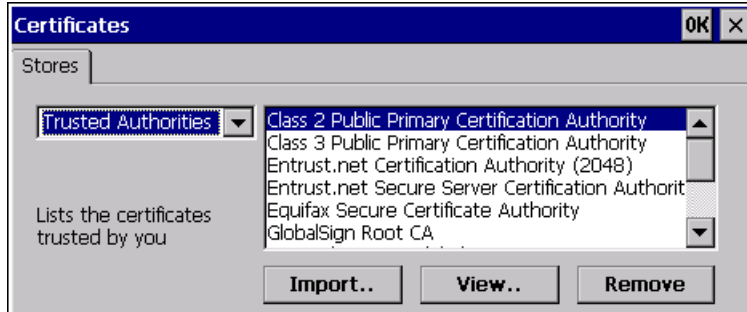 Certificates
OK
Stores
Trusted Authorities
Class 2 Public Primary Certification Authority
Class 3 Public Primary Certification Authority
Entrust.net Certification Authority (2048)
Entrust.net Secure Server Certification Authorit
Equifax Secure Certificate Authority
GlobalSign Root CA
Lists the certificates
trusted by you
Import..
View..
Remove